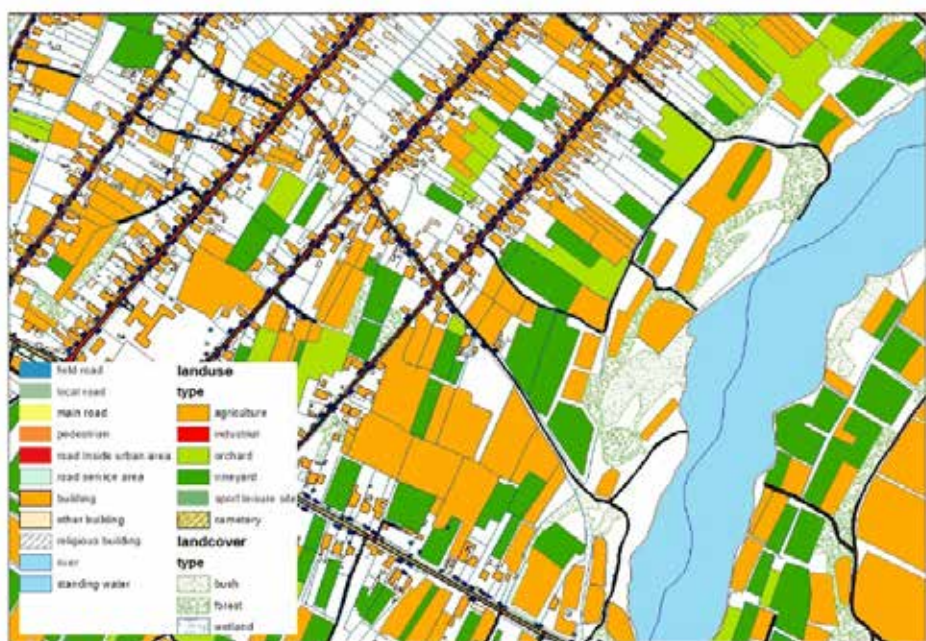 field road
local road
main road
pedestrian
road inside urban area
road service area
building
other building
religious building
river
standing water
landuse
type
agriculture
industrial
orchard
vineyard
sport leisure site
cemetery
landcover
type
bush
forest
wetland